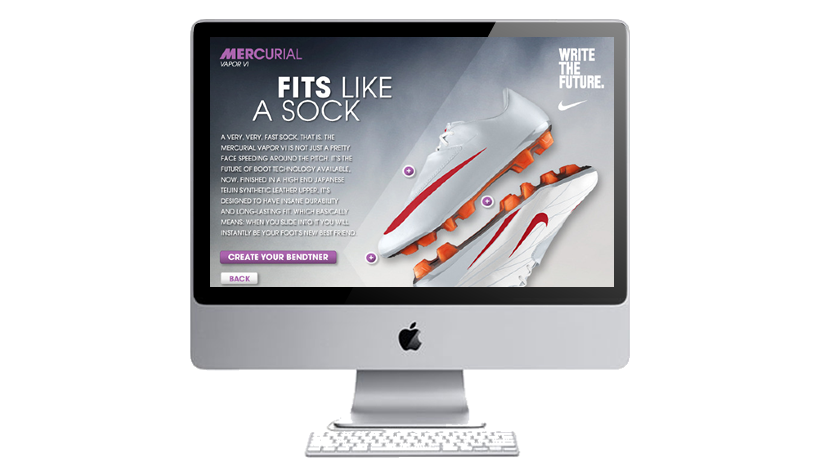 MERCURIAL
VAPOR VI
WRITE
THE
FUTURE.
FITS LIKE
A SOCK
A VERY, VERY, FAST SOCK, THAT IS. THE
MERCURIAL VAPOR VI IS NOT JUST A PRETTY
FACE SPEEDING AROUND THE PITCH. IT'S THE
FUTURE OF BOOT TECHNOLOGY AVAILABLE,
NOW. FINISHED IN A HIGH END JAPANESE
TEIJIN SYNTHETIC LEATHER UPPER, IT'S
DESIGNED TO HAVE INSANE DURABILITY
AND LONG-LASTING FIT, WHICH BASICALLY
MEANS: WHEN YOU SLIDE INTO IT YOU WILL
INSTANTLY BE YOUR FOOT'S NEW BEST FRIEND.
CREATE YOUR BENDTNER
BACK